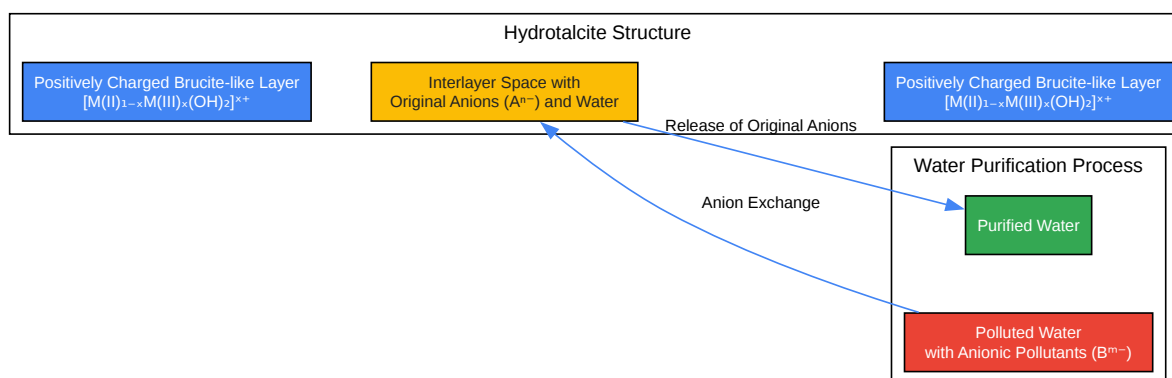 Hydrotalcite Structure
Positively Charged Brucite-like Layer
[M(II)₁₋ₓM(III)ₓ(OH)₂]ˣ⁺
Interlayer Space with
Original Anions (Aⁿ⁻) and Water
Positively Charged Brucite-like Layer
[M(II)₁₋ₓM(III)ₓ(OH)₂]ˣ⁺
Release of Original Anions
Water Purification Process
Anion Exchange
Purified Water
Polluted Water
with Anionic Pollutants (Bᵐ⁻)